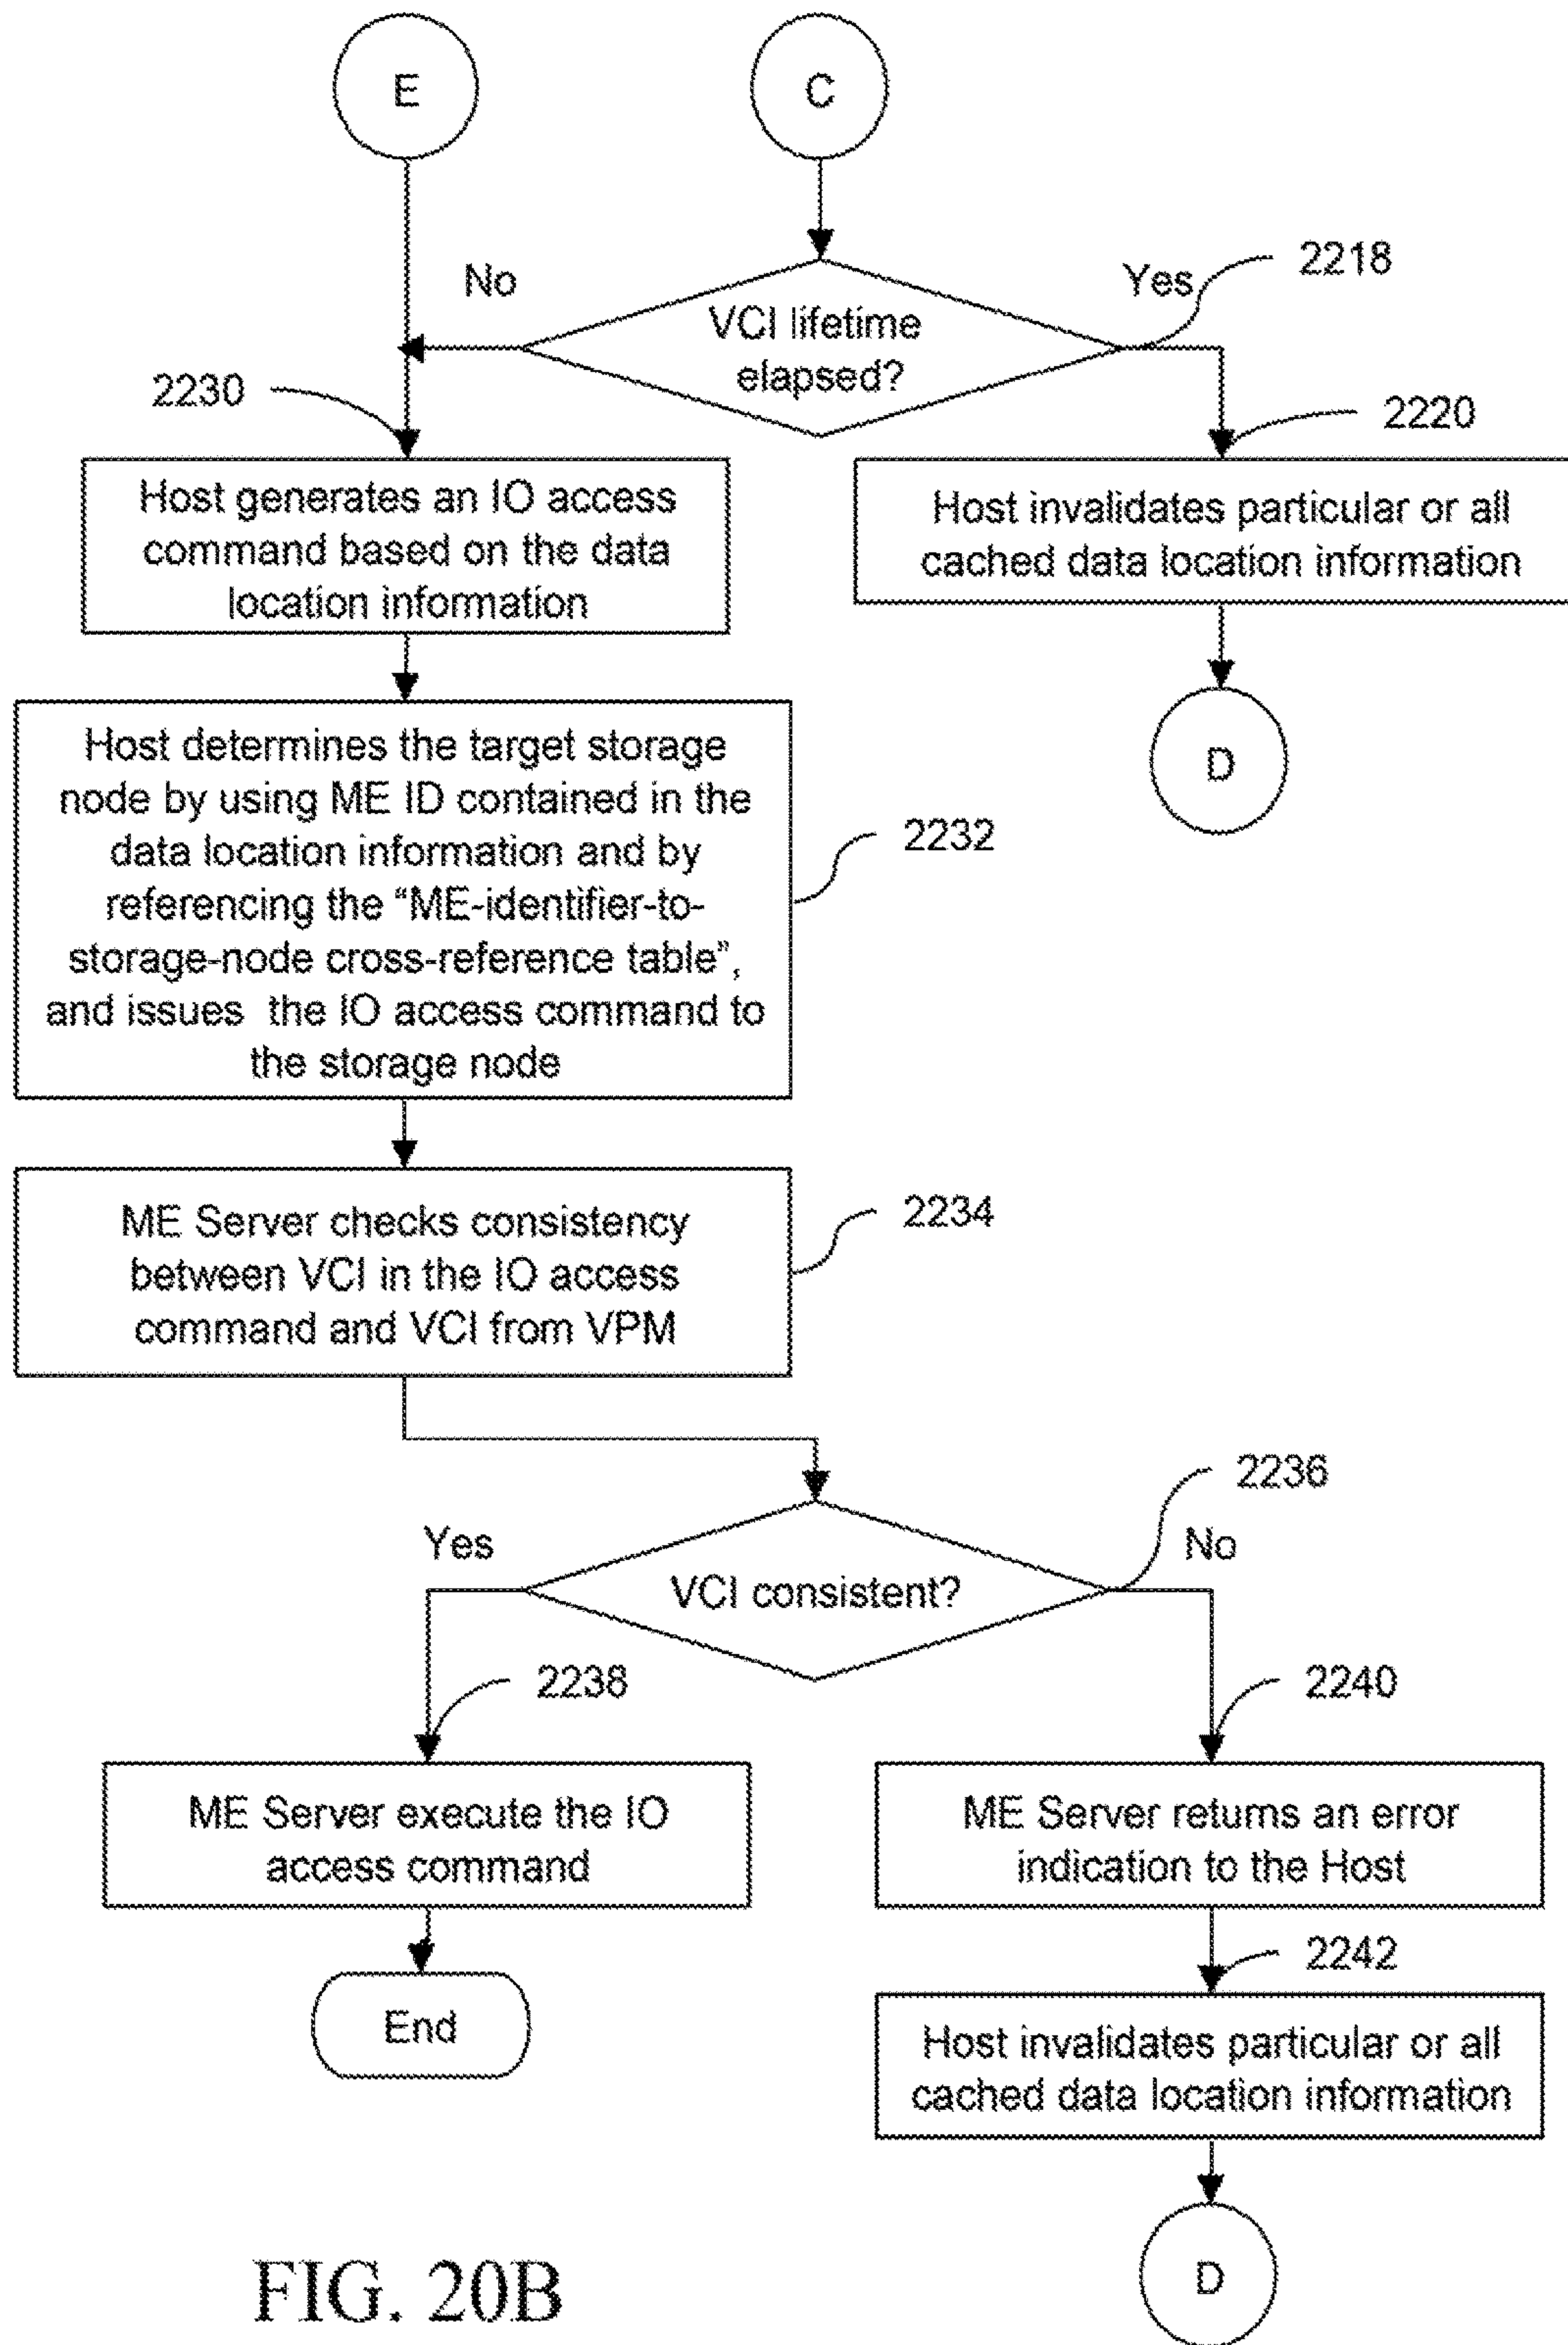 E
C
No
Yes
2218
VCI lifetime
elapsed?
2230
2220
Host generates an IO access
command based on the data
location information
Host invalidates particular or all
cached data location information
D
Host determines the target storage
node by using ME ID contained in the
data location information and by
referencing the “ME-identifier-to-
storage-node cross-reference table”,
and issues the IO access command to
the storage node
2232
ME Server checks consistency
between VCI in the IO access
command and VCI from VPM
2234
2236
Yes
No
VCI consistent?
2238
2240
ME Server execute the IO
access command
ME Server returns an error
indication to the Host
2242
End
Host invalidates particular or all
cached data location information
D
FIG. 20B